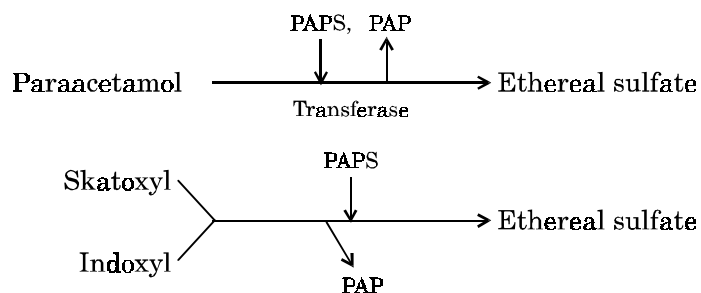 PAPS, PAP
Paraacetamol Ethereal sulfate
Transferase
PAPS
Skatoxyl
Ethereal sulfate
Indoxyl
PAP